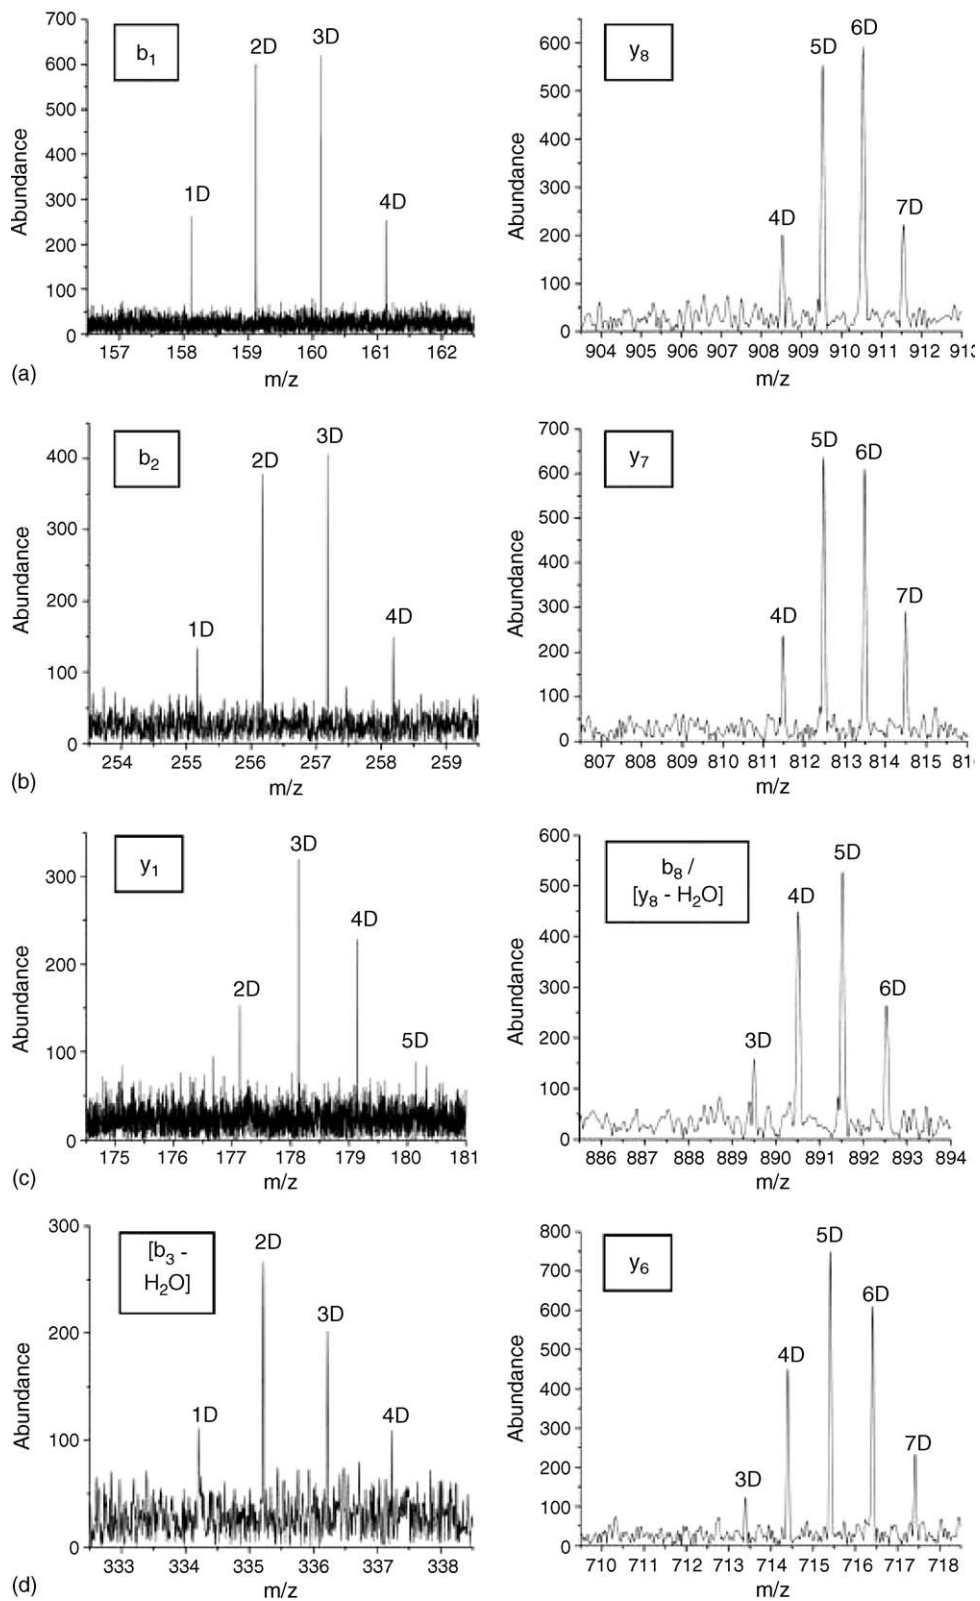 700
600
500
400
300
200
100
0
Abundance
b1
1D
2D
3D
4D
157 158 159 160 161 162
m/z
(a)
600
500
400
300
200
100
0
Abundance
y8
4D
5D
6D
7D
904 905 906 907 908 909 910 911 912 913
m/z
400
300
200
100
0
Abundance
b2
1D
2D
3D
4D
254 255 256 257 258 259
m/z
(b)
700
600
500
400
300
200
100
0
Abundance
y7
4D
5D
6D
7D
807 808 809 810 811 812 813 814 815 816
m/z
300
200
100
0
Abundance
y1
2D
3D
4D
5D
175 176 177 178 179 180 181
m/z
(c)
600
500
400
300
200
100
0
Abundance
b8 /
[y8 - H2O]
3D
4D
5D
6D
886 887 888 889 890 891 892 893 894
m/z
300
200
100
0
Abundance
[b3 -
H2O]
1D
2D
3D
4D
333 334 335 336 337 338
m/z
(d)
800
700
600
500
400
300
200
100
0
Abundance
y6
3D
4D
5D
6D
7D
710 711 712 713 714 715 716 717 718
m/z